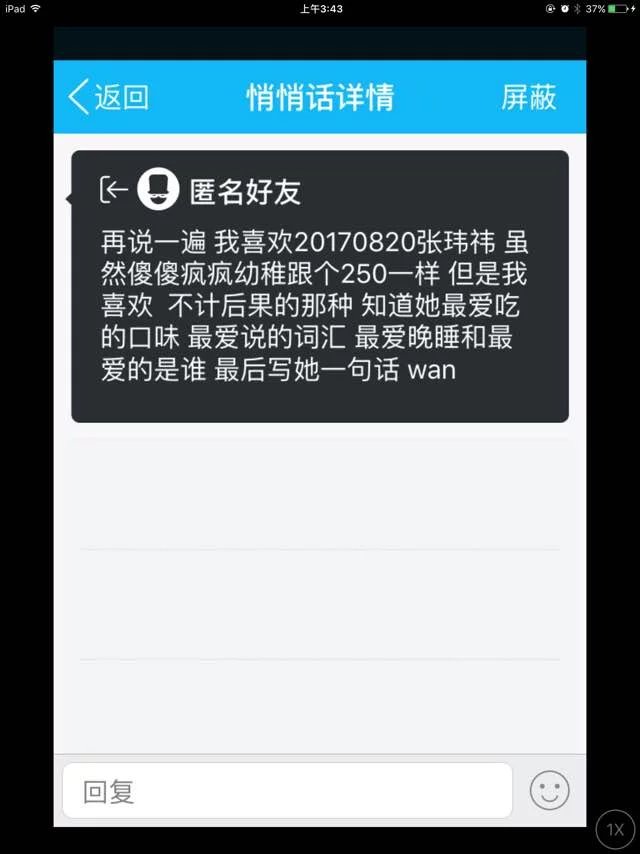 iPad 上午3:43 37%
返回 悄悄话详情 屏蔽
匿名好友
再说一遍 我喜欢20170820张玮祎 虽
然傻傻疯疯幼稚跟个250一样 但是我
喜欢 不计后果的那种 知道她最爱吃
的口味 最爱说的词汇 最爱晚睡和最
爱的是谁 最后写她一句话 wan
回复
1X